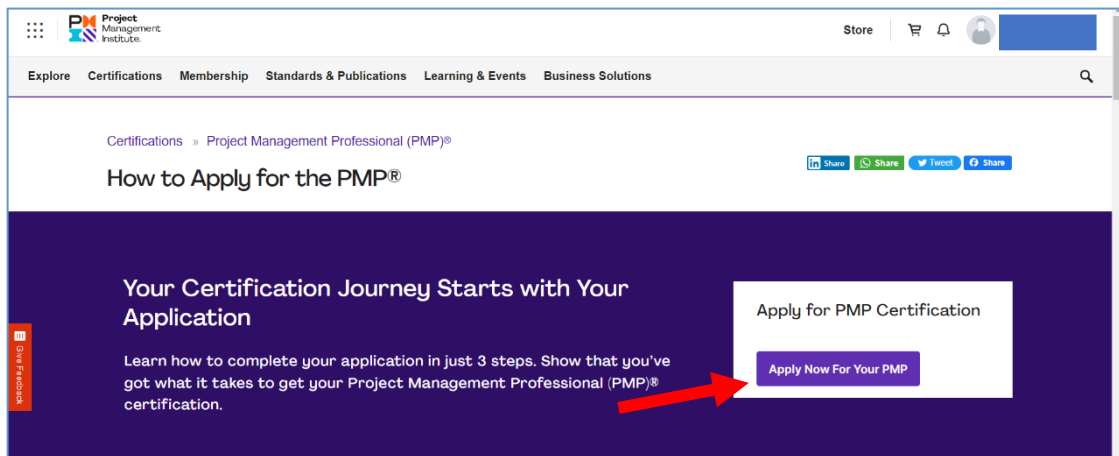 Project
Management
Institute.
Store
Explore Certifications Membership Standards & Publications Learning & Events Business Solutions
Certifications » Project Management Professional (PMP)®
How to Apply for the PMP®
in Share Share Tweet Share
Your Certification Journey Starts with Your
Application
Learn how to complete your application in just 3 steps. Show that you've
got what it takes to get your Project Management Professional (PMP)®
certification.
Apply for PMP Certification
Apply Now For Your PMP
Give Feedback